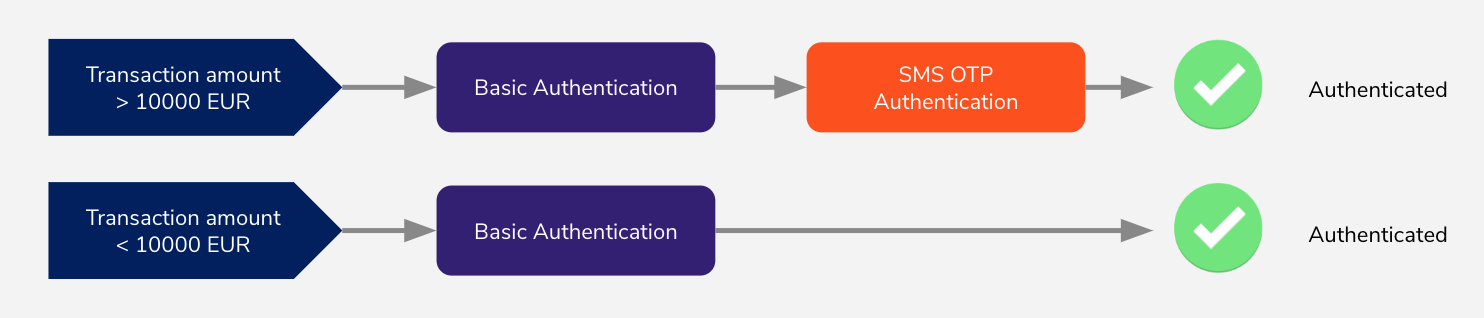 Transaction amount
> 10000 EUR
Basic Authentication
SMS OTP
Authentication
Authenticated
Transaction amount
< 10000 EUR
Basic Authentication
Authenticated